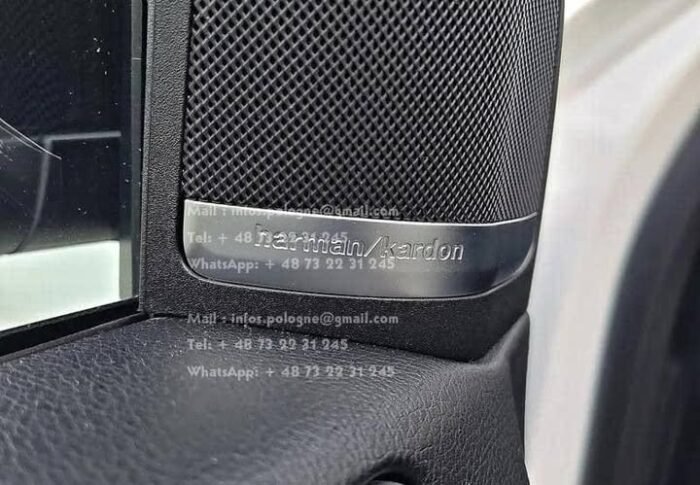 Mail : infos.pologne@gmail.com
harman/kardon
Tel: + 48 73 22 31 245
WhatsApp: + 48 73 22 31 245
Mail : infos.pologne@gmail.com
Tel: + 48 73 22 31 245
WhatsApp: + 48 73 22 31 245